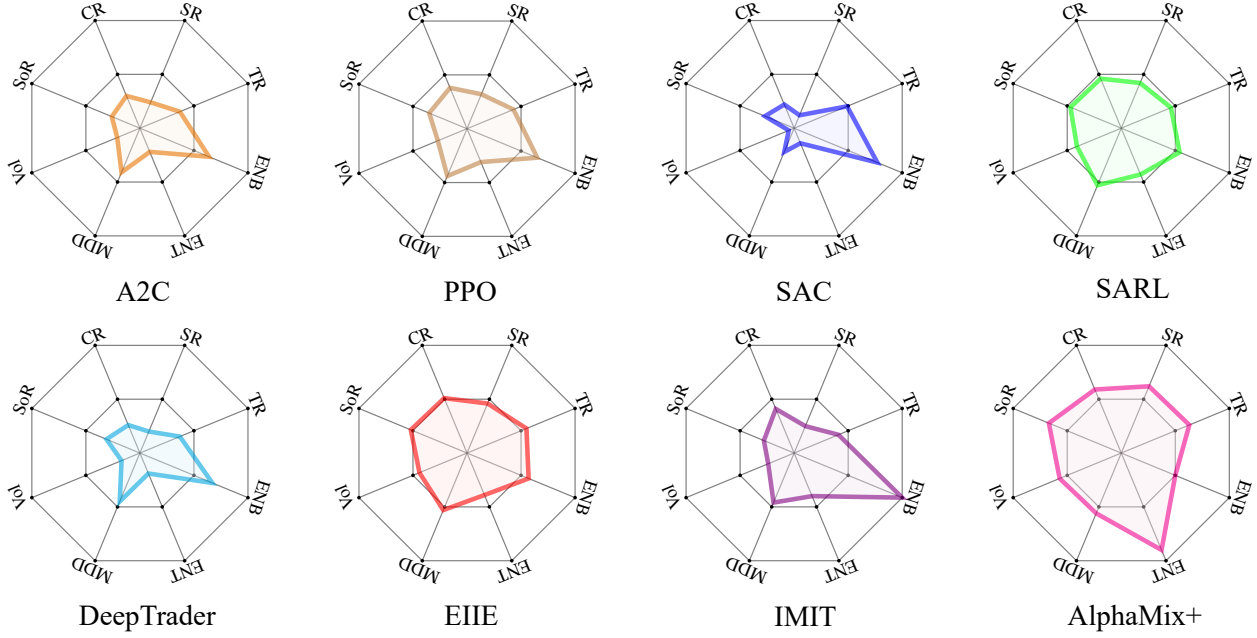 CR SR CR SR CR SR CR SR
SoR TR SoR TR SoR TR SoR TR
Vol ENB Vol ENB Vol ENB Vol ENB
MDD ENT MDD ENT MDD ENT MDD ENT
A2C PPO SAC SARL
CR SR CR SR CR SR CR SR
SoR TR SoR TR SoR TR SoR TR
Vol ENB Vol ENB Vol ENB Vol ENB
MDD ENT MDD ENT MDD ENT MDD ENT
DeepTrader EIIE IMIT AlphaMix+